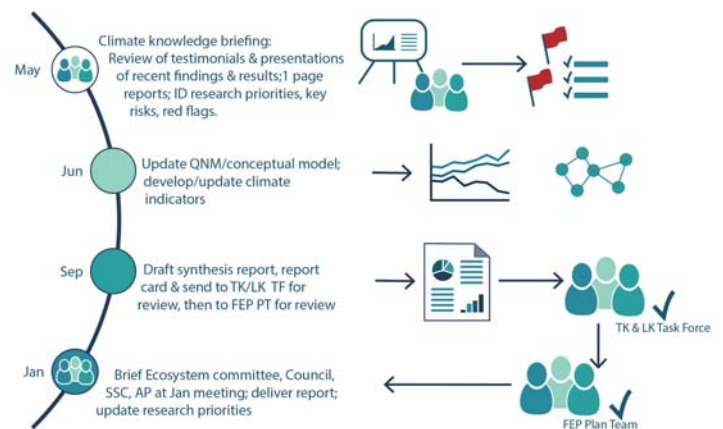 May
Climate knowledge briefing:
Review of testimonials & presentations
of recent findings & results;1 page
reports; ID research priorities, key
risks, red flags.
Jun
Update QNM/conceptual model;
develop/update climate
indicators
Sep
Draft synthesis report, report
card & send to TK/LK TF for
review, then to FEP PT for review
TK & LK Task Force
Jan
Brief Ecosystem committee, Council,
SSC, AP at Jan meeting; deliver report;
update research priorities
FEP Plan Team